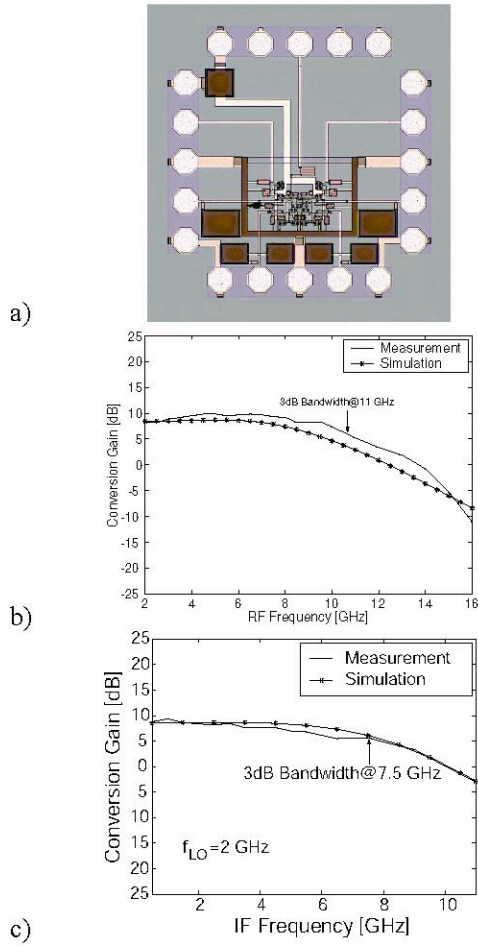 a)
25
20
15
10
5
0
-5
-10
-15
-20
-25
Conversion Gain [dB]
Measurement
Simulation
3dB Bandwidth@11 GHz
2 4 6 8 10 12 14 16
RF Frequency [GHz]
b)
25
20
15
10
5
0
5
10
15
20
25
Conversion Gain [dB]
Measurement
Simulation
3dB Bandwidth@7.5 GHz
fLO=2 GHz
2 4 6 8 10
IF Frequency [GHz]
c)